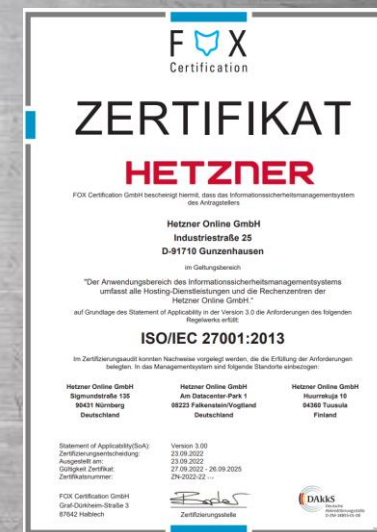 FOX
Certification
ZERTIFIKAT
HETZNER
FOX Certification GmbH bescheinigt hiermit, dass das Informationssicherheitsmanagementsystem
des Antragstellers
Hetzner Online GmbH
Industriestraße 25
D-91710 Gunzenhausen
im Geltungsbereich
"Der Anwendungsbereich des Informationssicherheitsmanagementsystems
umfasst alle Hosting-Dienstleistungen und die Rechenzentren der
Hetzner Online GmbH."
auf Grundlage des Statement of Applicability in der Version 3.0 die Anforderungen des folgenden
Regelwerks erfüllt:
ISO/IEC 27001:2013
Im Zertifizierungsaudit konnten Nachweise vorgelegt werden, die die Erfüllung der Anforderungen
belegten. In das Managementsystem sind folgende Standorte einbezogen:
Hetzner Online GmbH
Sigmundstraße 135
90431 Nürnberg
Deutschland
Hetzner Online GmbH
Am Datacenter-Park 1
08223 Falkenstein/Vogtland
Deutschland
Hetzner Online GmbH
Huurrekuja 10
04360 Tuusula
Finland
Statement of Applicability(SoA): Version 3.00
Zertifizierungsentscheidung: 23.09.2022
Ausgestellt am: 23.09.2022
Gültigkeit Zertifikat: 27.09.2022 - 26.09.2025
Zertifikatsnummer: ZN-2022-22
FOX Certification GmbH
Graf-Dürkheim-Straße 3
87642 Halblech
Zertifizierungsstelle
DAkkS
Deutsche
Akkreditierungsstelle